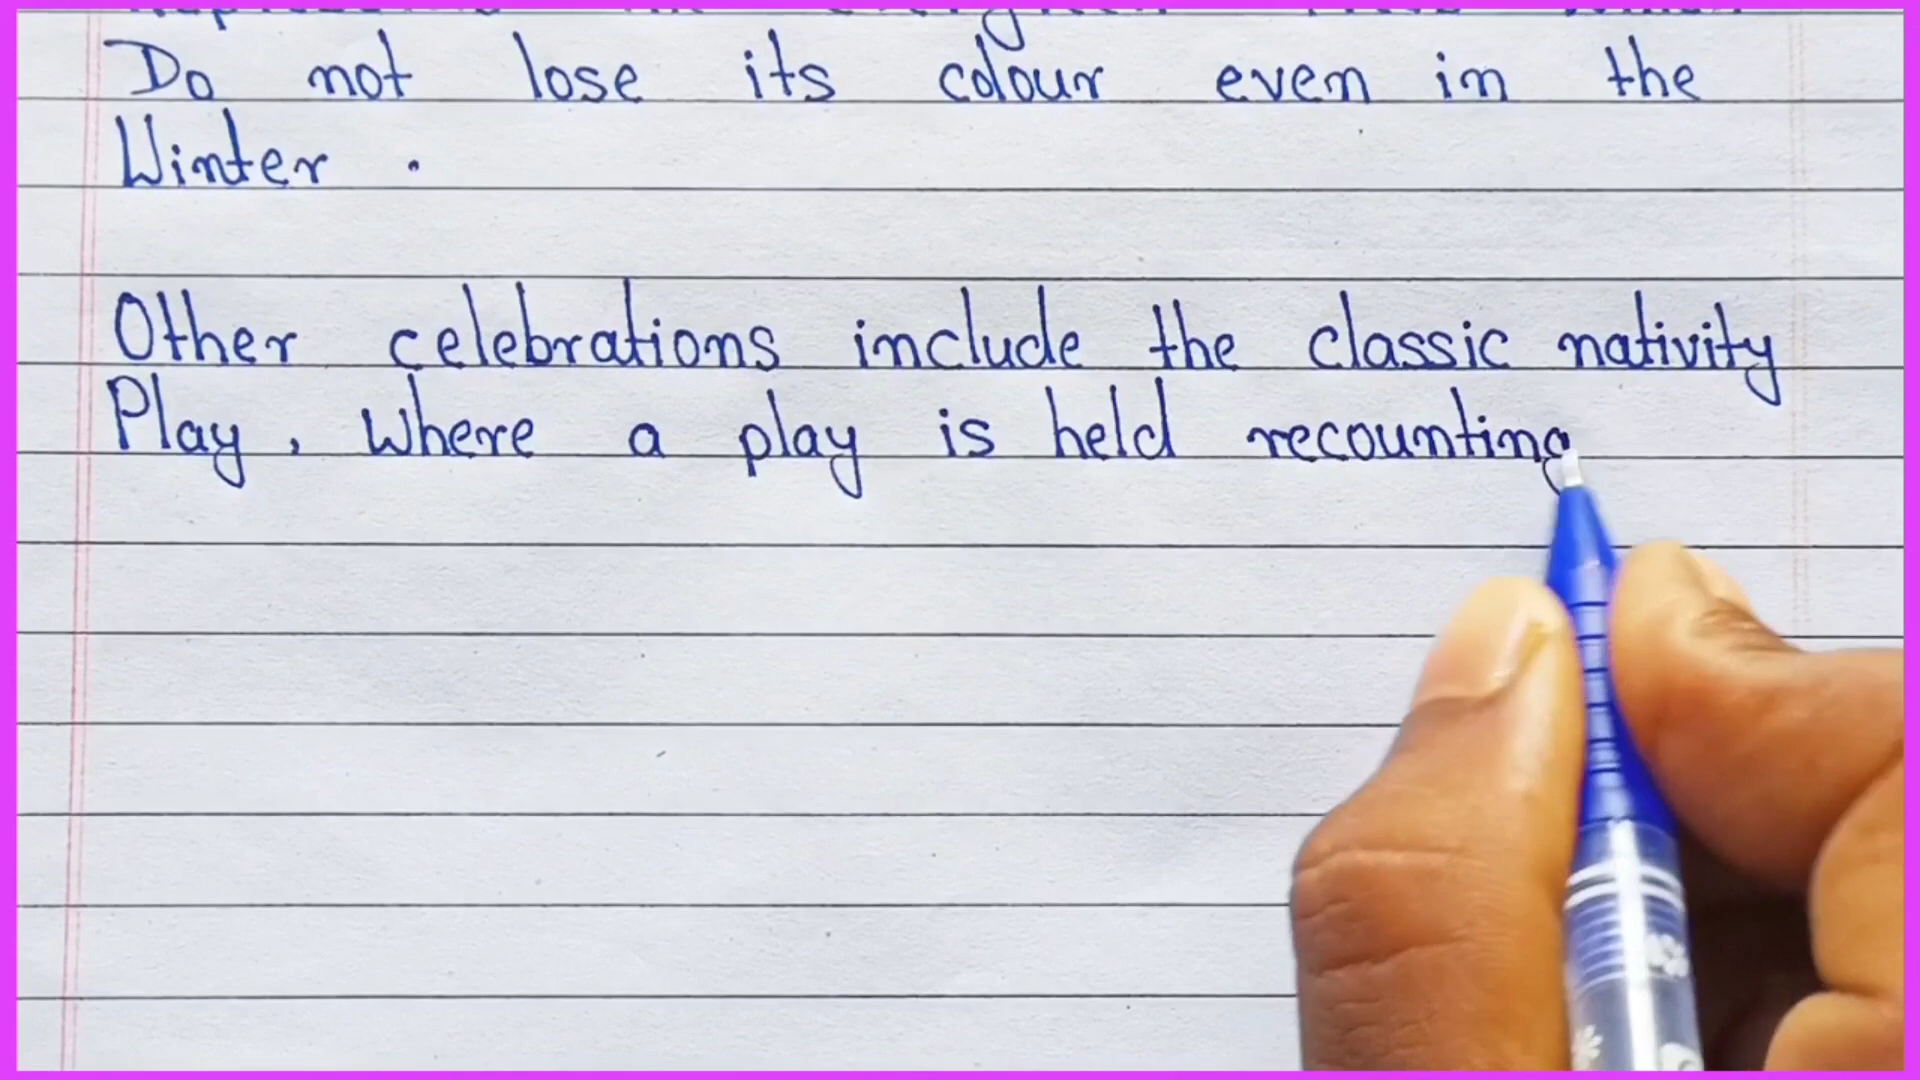 Do not lose its colour even in the
Winter .
Other celebrations include the classic nativity
Play , Where a play is held recounting